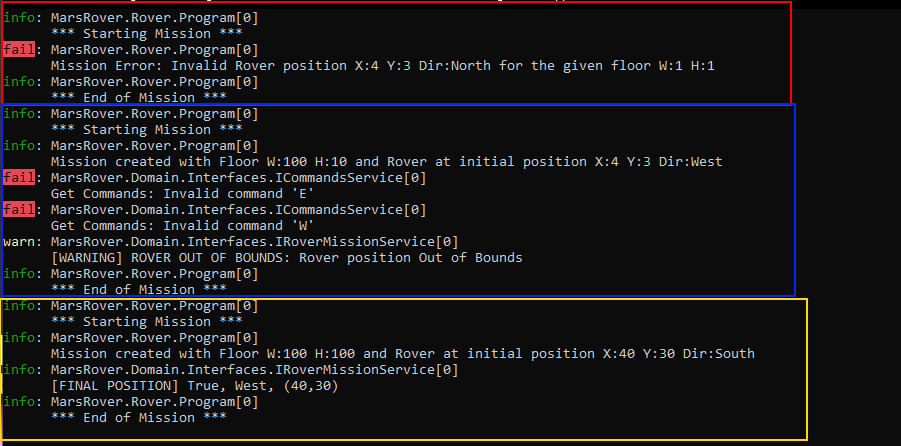 info: MarsRover.Rover.Program[0]
*** Starting Mission ***
fail: MarsRover.Rover.Program[0]
Mission Error: Invalid Rover position X:4 Y:3 Dir:North for the given floor W:1 H:1
info: MarsRover.Rover.Program[0]
*** End of Mission ***
info: MarsRover.Rover.Program[0]
*** Starting Mission ***
info: MarsRover.Rover.Program[0]
Mission created with Floor W:100 H:10 and Rover at initial position X:4 Y:3 Dir:West
fail: MarsRover.Domain.Interfaces.ICommandsService[0]
Get Commands: Invalid command 'E'
fail: MarsRover.Domain.Interfaces.ICommandsService[0]
Get Commands: Invalid command 'W'
warn: MarsRover.Domain.Interfaces.IRoverMissionService[0]
[WARNING] ROVER OUT OF BOUNDS: Rover position Out of Bounds
info: MarsRover.Rover.Program[0]
*** End of Mission ***
info: MarsRover.Rover.Program[0]
*** Starting Mission ***
info: MarsRover.Rover.Program[0]
Mission created with Floor W:100 H:100 and Rover at initial position X:40 Y:30 Dir:South
info: MarsRover.Domain.Interfaces.IRoverMissionService[0]
[FINAL POSITION] True, West, (40,30)
info: MarsRover.Rover.Program[0]
*** End of Mission ***